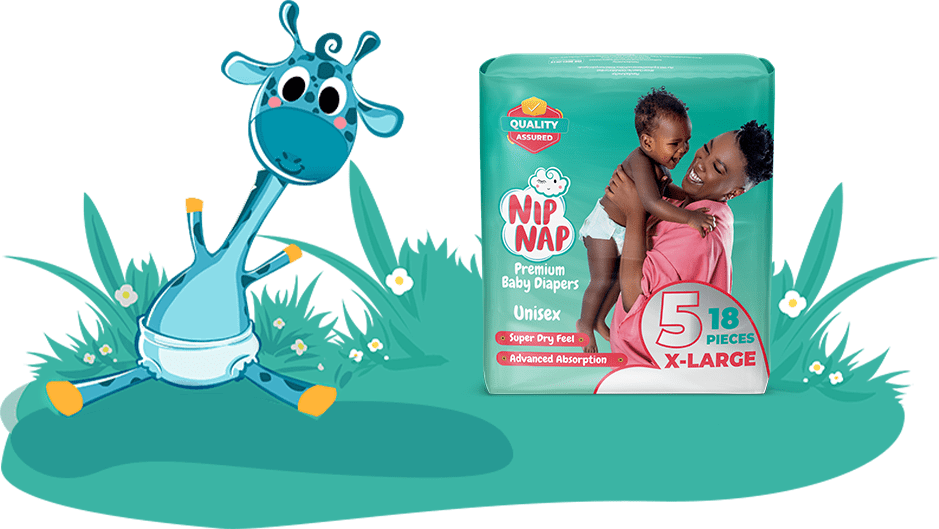 QUALITY
ASSURED
NIP
NAP
Premium
Baby Diapers
Unisex
Super Dry Feel
Advanced Absorption
5
18
PIECES
X-LARGE